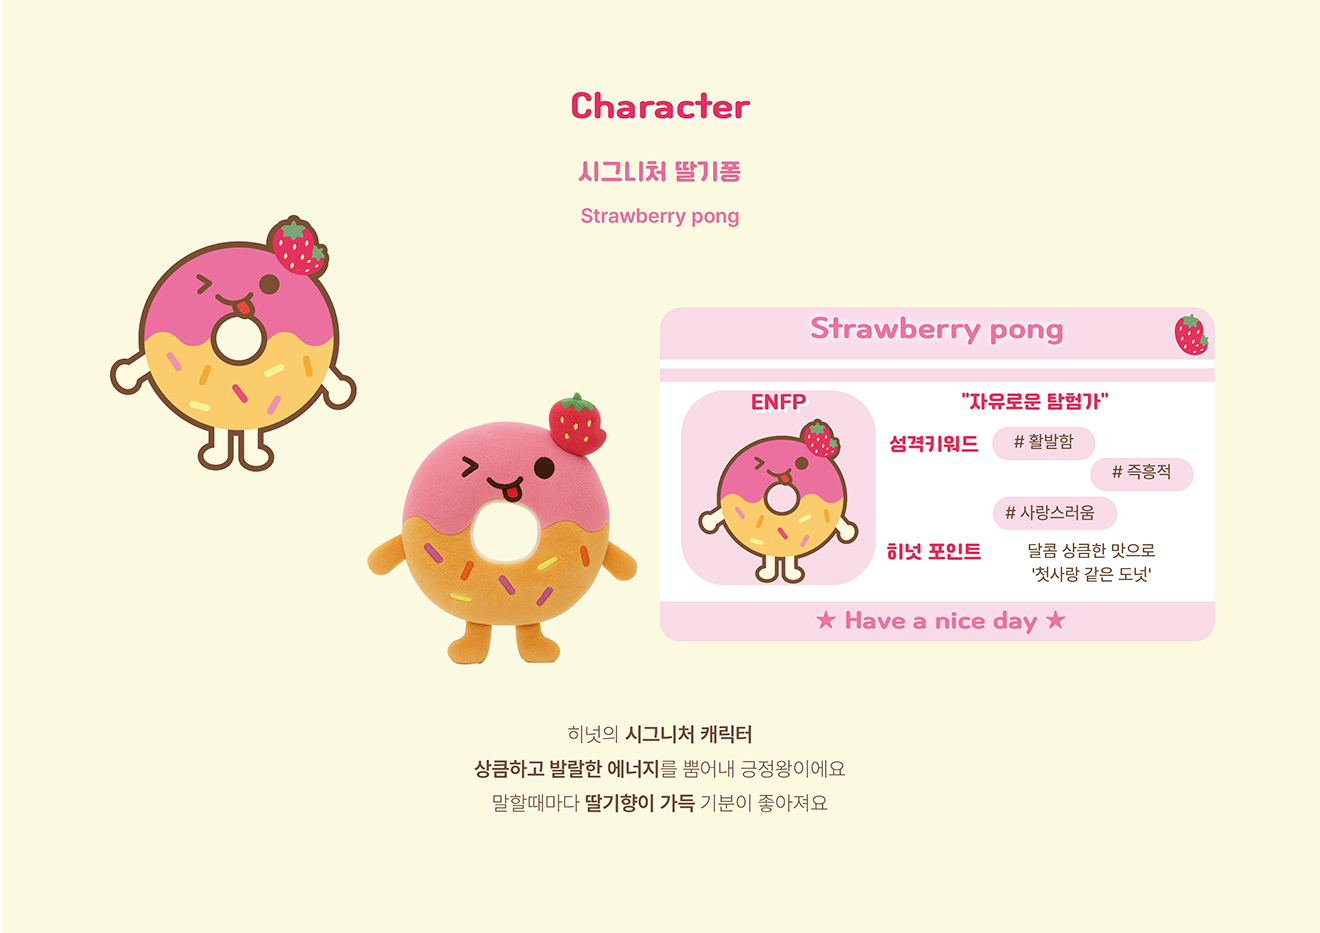 Character
시그니처 딸기퐁
Strawberry pong
Strawberry pong
ENFP
"자유로운 탐험가"
성격키워드
# 활발함
# 즉흥적
# 사랑스러움
히넛 포인트
달콤 상큼한 맛으로
'첫사랑 같은 도넛'
★ Have a nice day ★
히넛의 시그니처 캐릭터
상큼하고 발랄한 에너지를 뿜어내 긍정왕이에요
말할때마다 딸기향이 가득 기분이 좋아져요